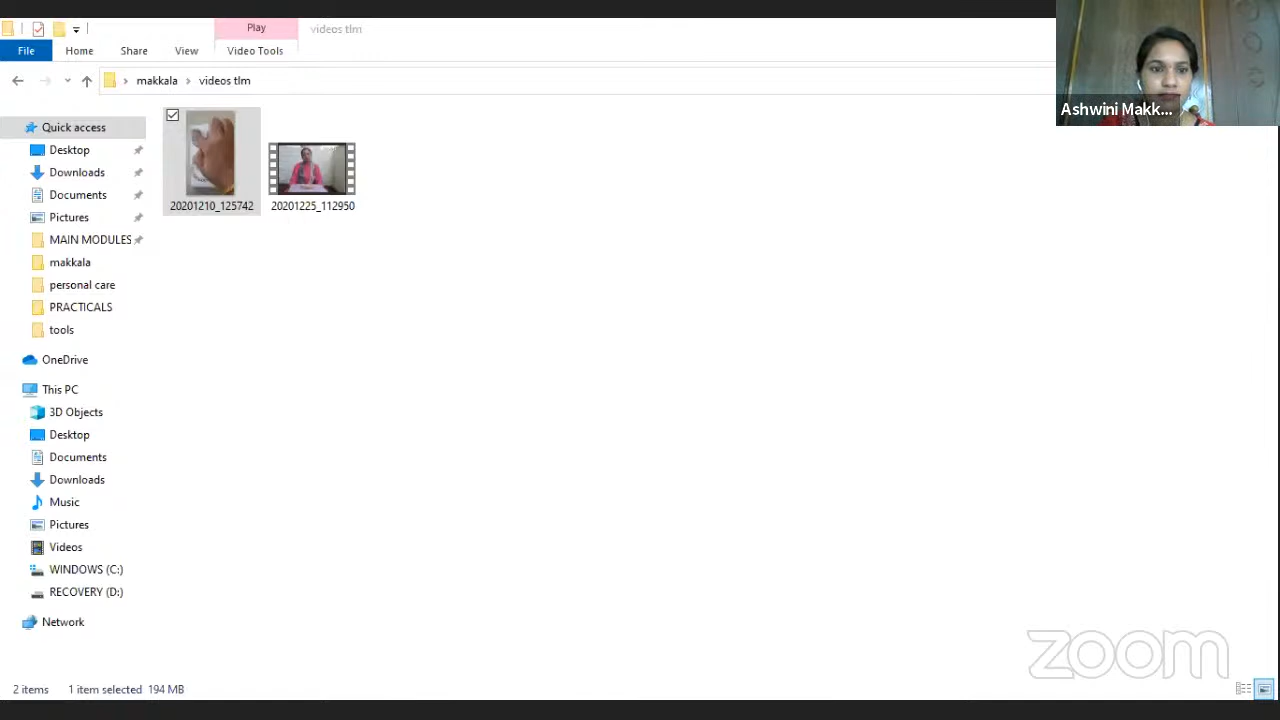 Play
videos tlm
File
Home
Share
View
Video Tools
makkala
videos tlm
Ashwini Makk...
Quick access
Desktop
Downloads
Documents
Pictures
MAIN MODULES
makkala
personal care
PRACTICALS
tools
OneDrive
This PC
3D Objects
Desktop
Documents
Downloads
Music
Pictures
Videos
WINDOWS (C:)
RECOVERY (D:)
Network
20201210_125742
20201225_112950
zoom
2 items
1 item selected 194 MB